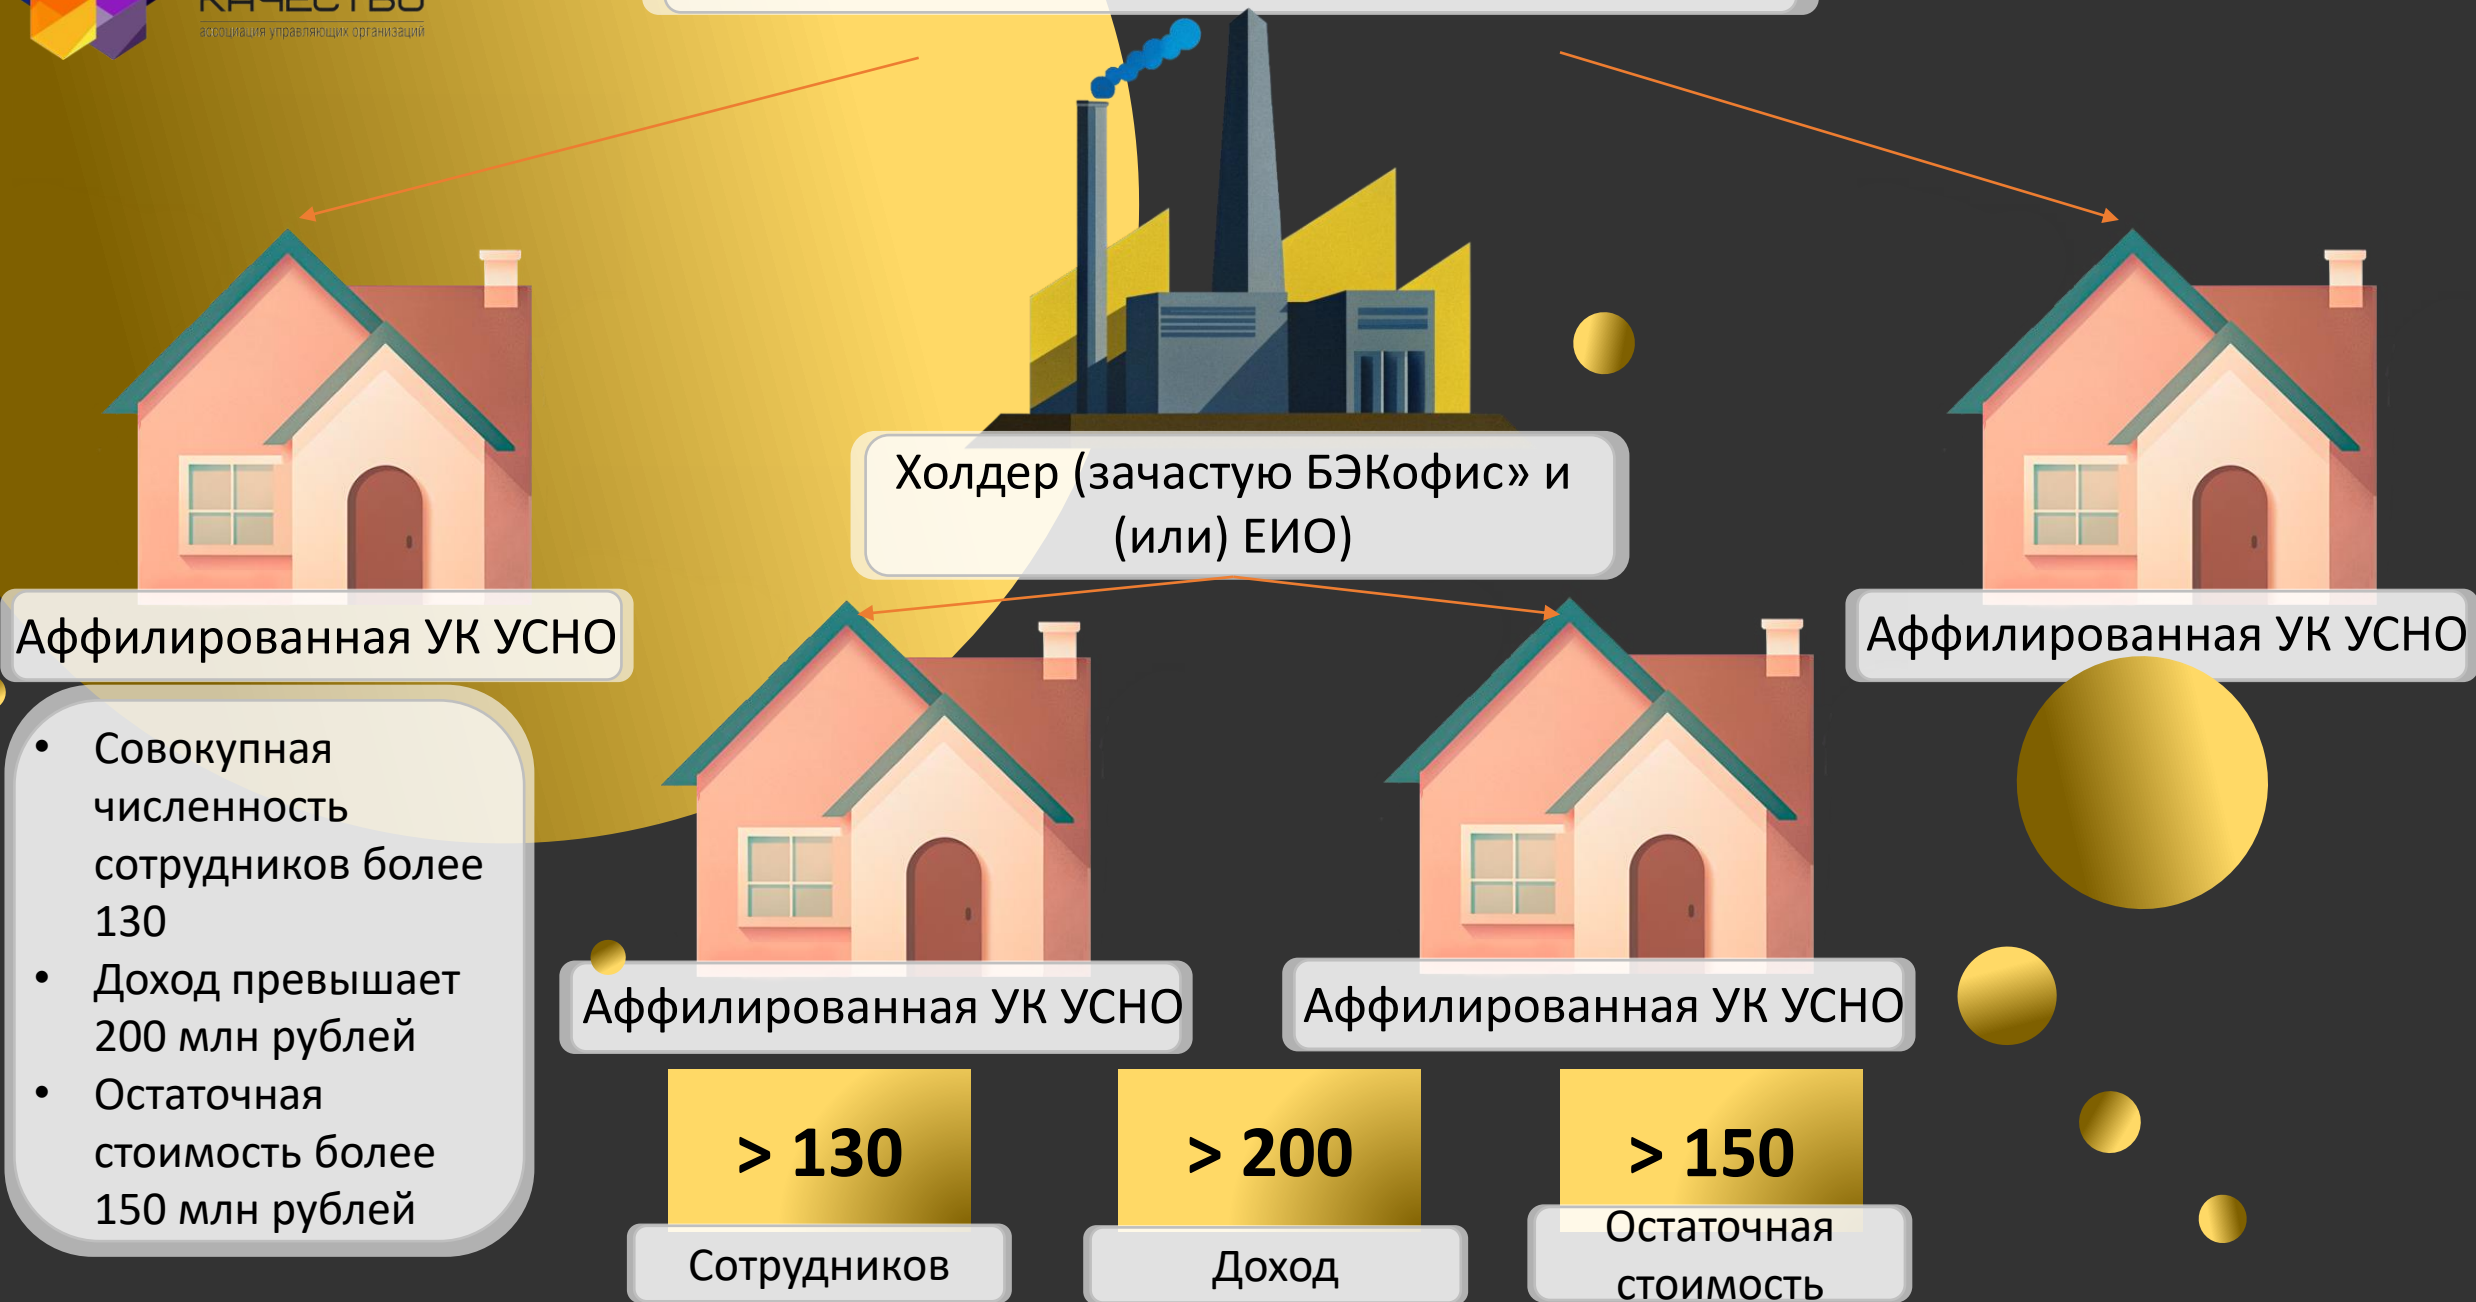 КАЧЕСТВО
ассоциация управляющих организаций
Холдер (зачастую БЭКофис» и
(или) ЕИО)
Аффилированная УК УСНО
Аффилированная УК УСНО
• Совокупная
численность
сотрудников более
130
• Доход превышает
200 млн рублей
• Остаточная
стоимость более
150 млн рублей
Аффилированная УК УСНО
Аффилированная УК УСНО
> 130
> 200
> 150
Сотрудников
Доход
Остаточная
стоимость